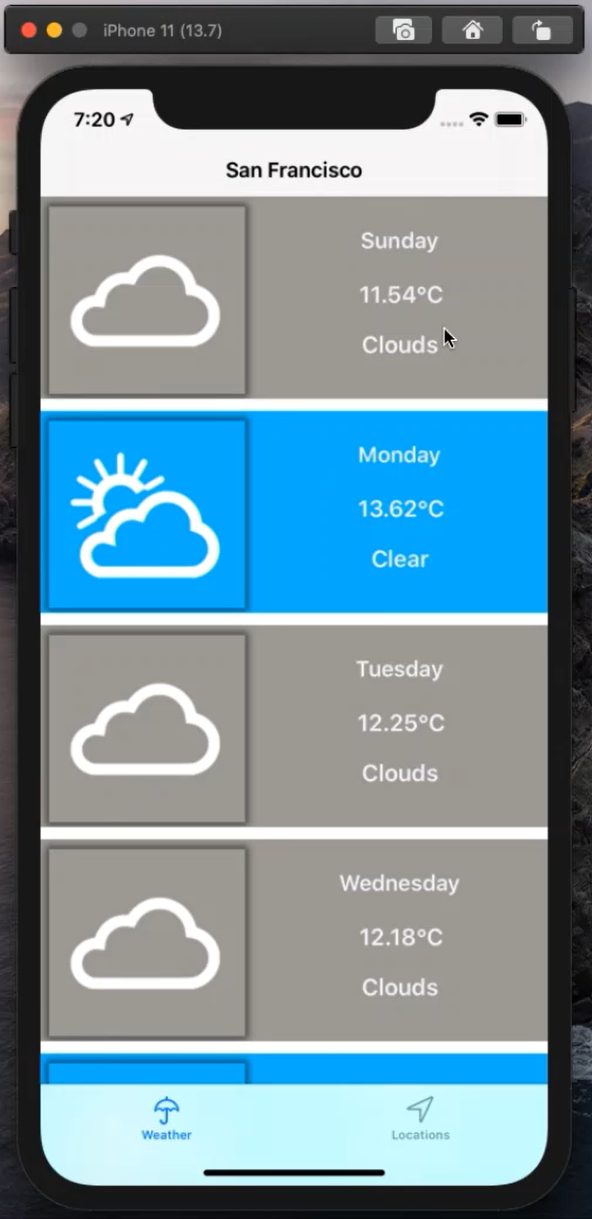 iPhone 11 (13.7)
7:20
San Francisco
Sunday
11.54°C
Clouds
Monday
13.62°C
Clear
Tuesday
12.25°C
Clouds
Wednesday
12.18°C
Clouds
Weather
Locations